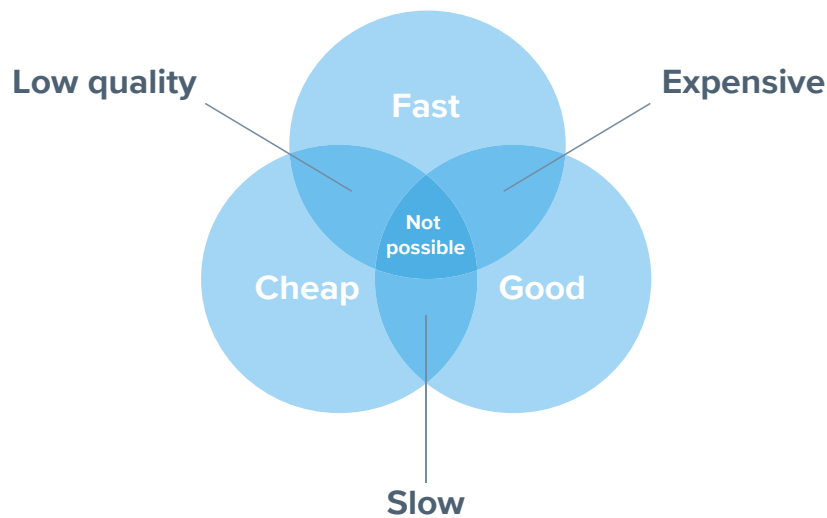 Low quality
Expensive
Fast
Not
possible
Cheap
Good
Slow